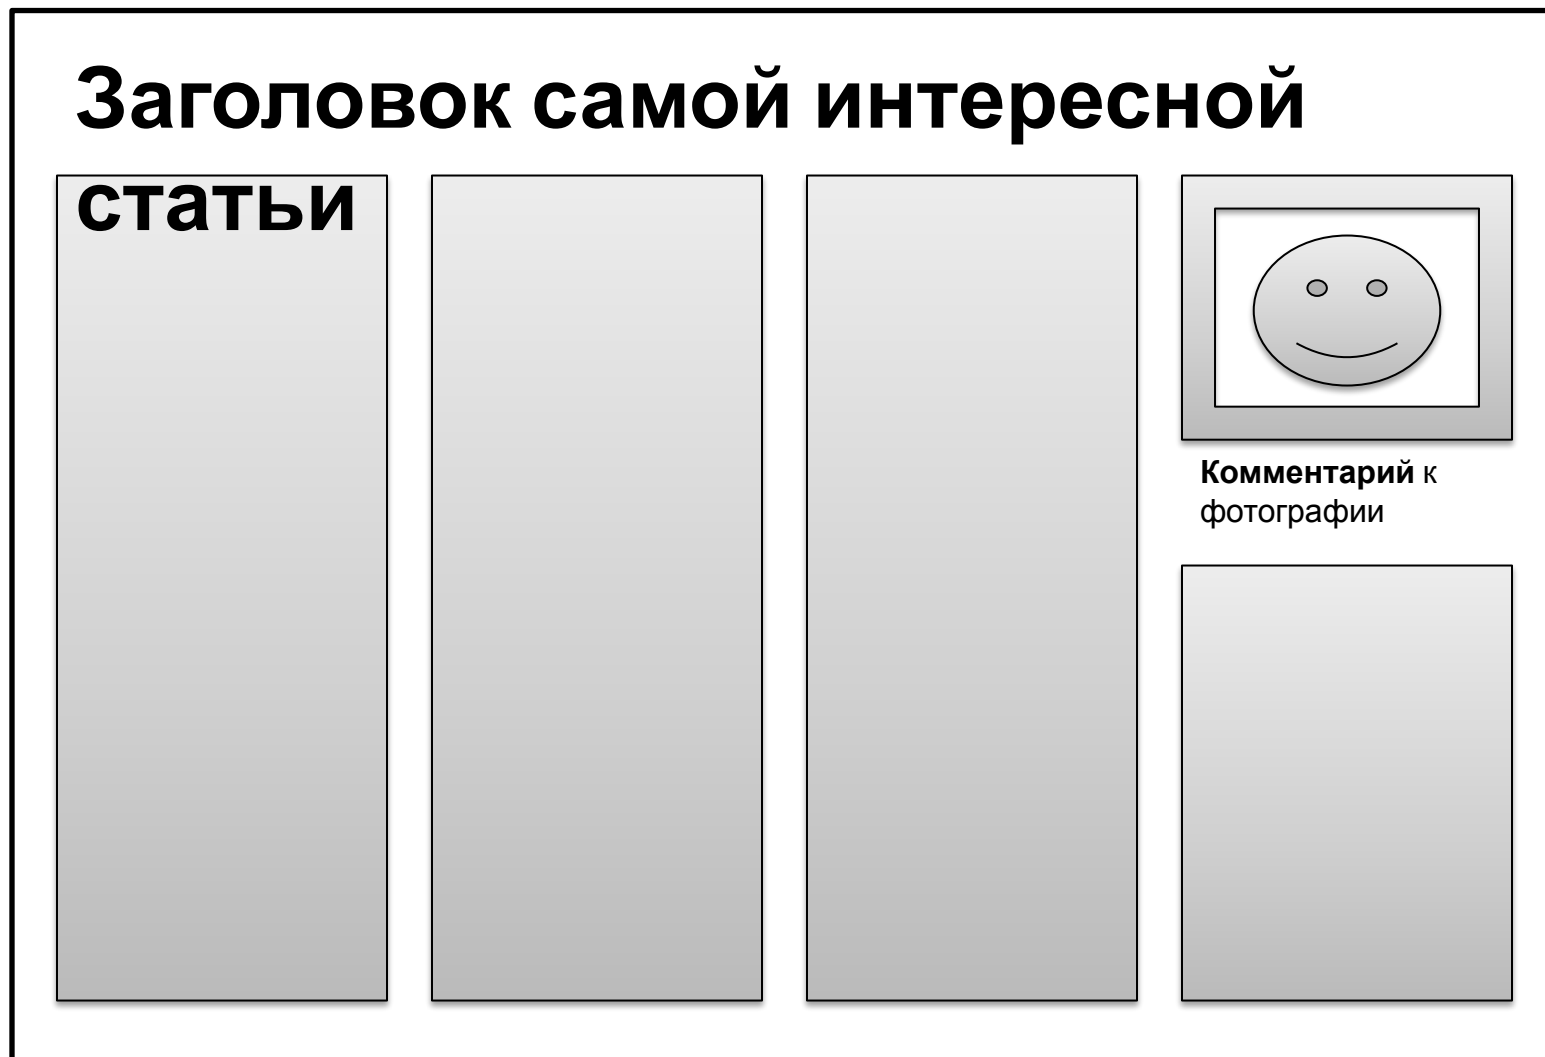 Заголовок самой интересной
статьи
Комментарий к
фотографии